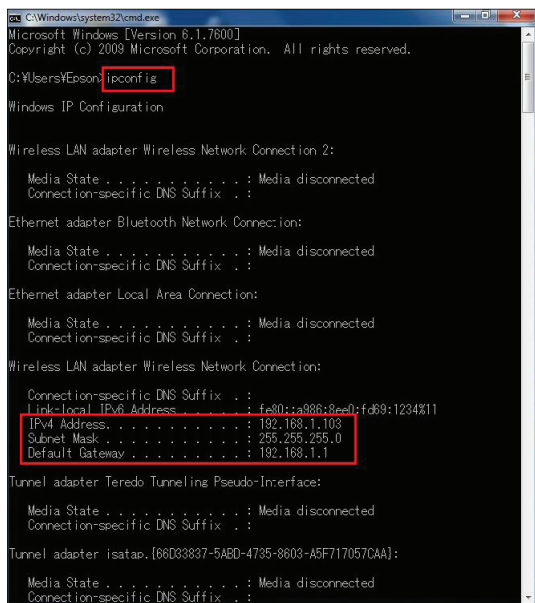 C:\Windows\system32\cmd.exe
Microsoft Windows [Version 6.1.7600]
Copyright (c) 2009 Microsoft Corporation.  All rights reserved.
C:¥Users¥Epson>ipconfig
Windows IP Configuration
Wireless LAN adapter Wireless Network Connection 2:
Media State . . . . . . . . . . . : Media disconnected
Connection-specific DNS Suffix  . :
Ethernet adapter Bluetooth Network Connection:
Media State . . . . . . . . . . . : Media disconnected
Connection-specific DNS Suffix  . :
Ethernet adapter Local Area Connection:
Media State . . . . . . . . . . . : Media disconnected
Connection-specific DNS Suffix  . :
Wireless LAN adapter Wireless Network Connection:
Connection-specific DNS Suffix  . :
Link-local IPv6 Address . . . . . : fe80::a986:8ee0:fd69:1234%11
IPv4 Address. . . . . . . . . . . : 192.168.1.103
Subnet Mask . . . . . . . . . . . : 255.255.255.0
Default Gateway . . . . . . . . . : 192.168.1.1
Tunnel adapter Teredo Tunneling Pseudo-Interface:
Media State . . . . . . . . . . . : Media disconnected
Connection-specific DNS Suffix  . :
Tunnel adapter isatap.{66D33837-5ABD-4735-8603-A5F717057CAA}:
Media State . . . . . . . . . . . : Media disconnected
Connection-specific DNS Suffix  . :